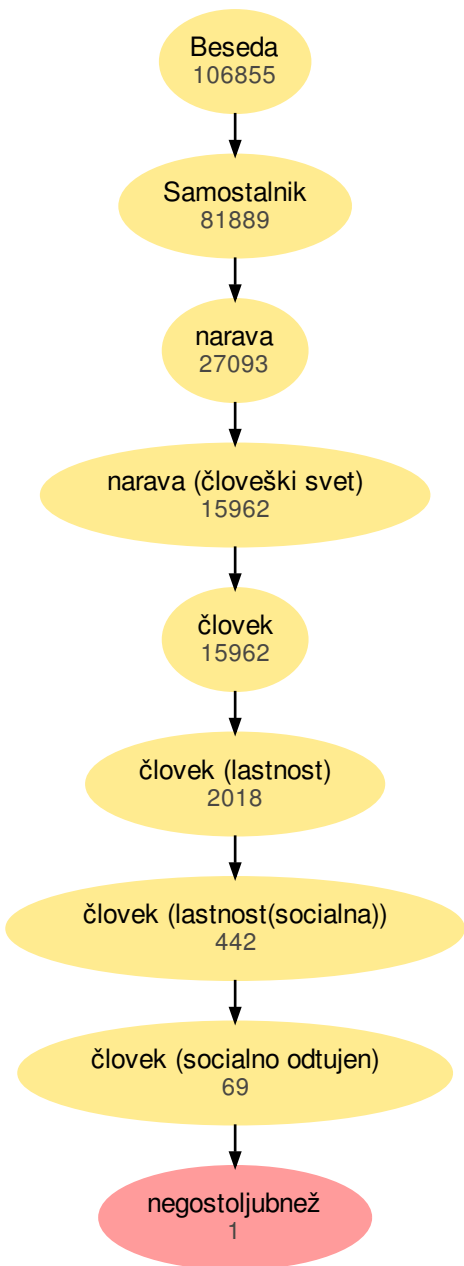 Beseda
106855
Samostalnik
81889
narava
27093
narava (človeški svet)
15962
človek
15962
človek (lastnost)
2018
človek (lastnost(socialna))
442
človek (socialno odtujen)
69
negostoljubnež
1